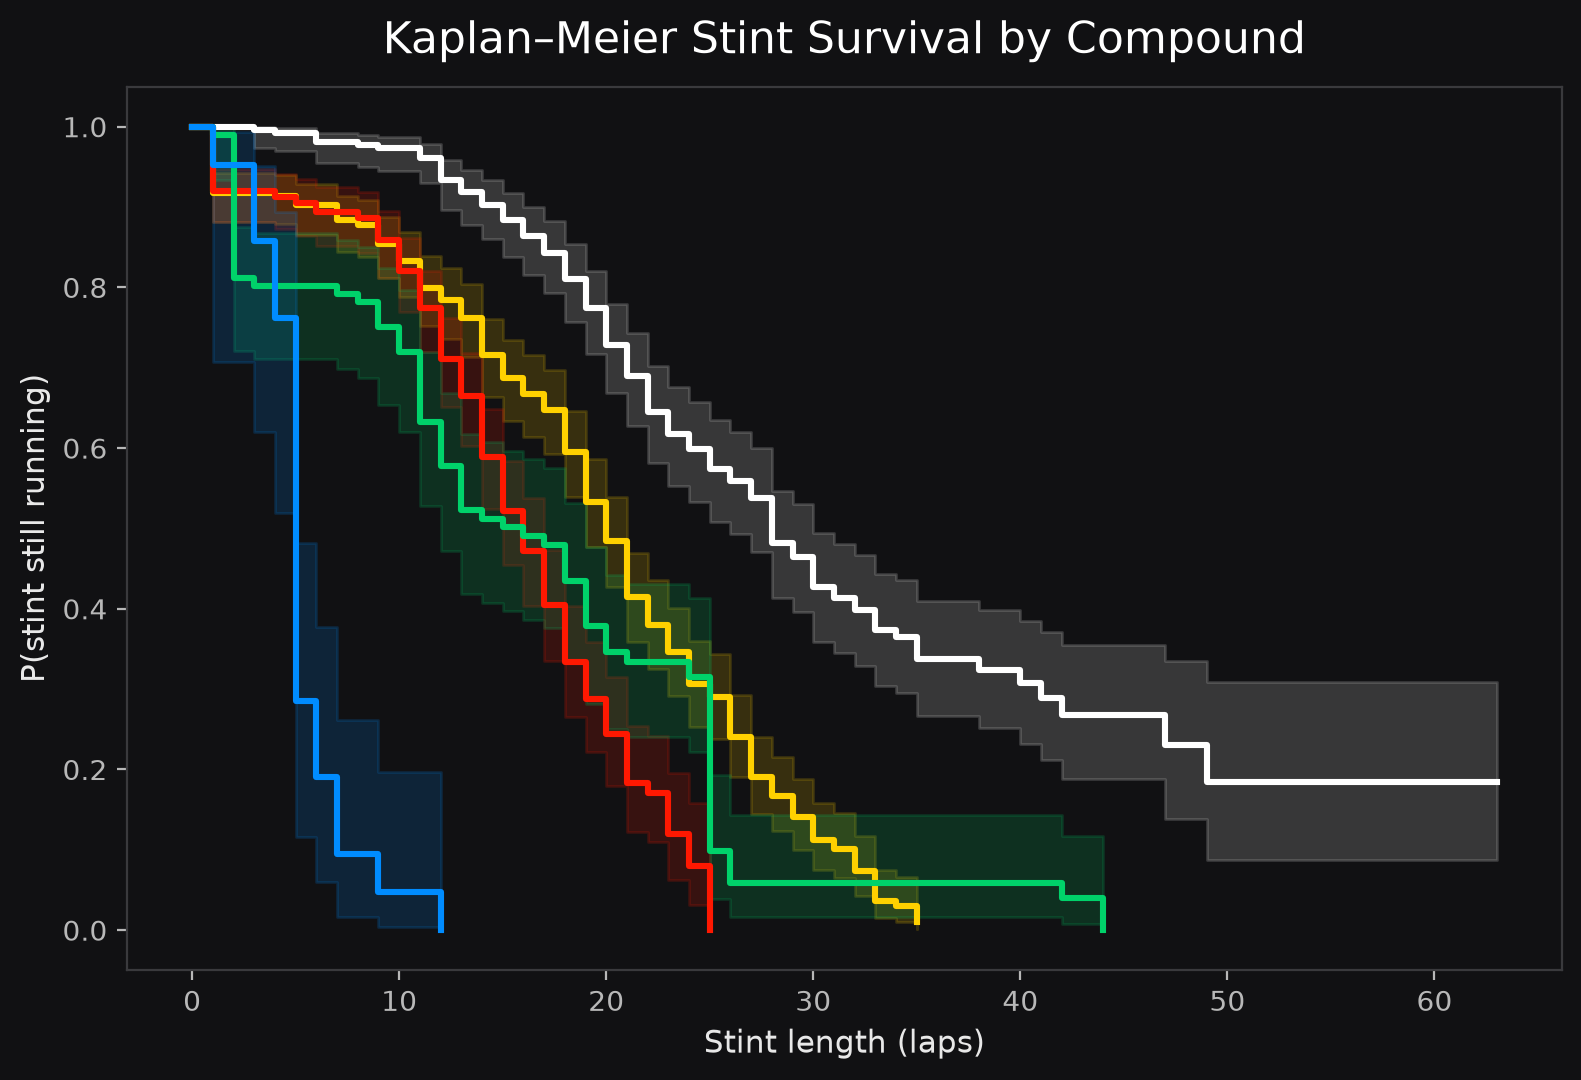 Kaplan–Meier Stint Survival by Compound
P(stint still running)
1.0
0.8
0.6
0.4
0.2
0.0
0 10 20 30 40 50 60
Stint length (laps)